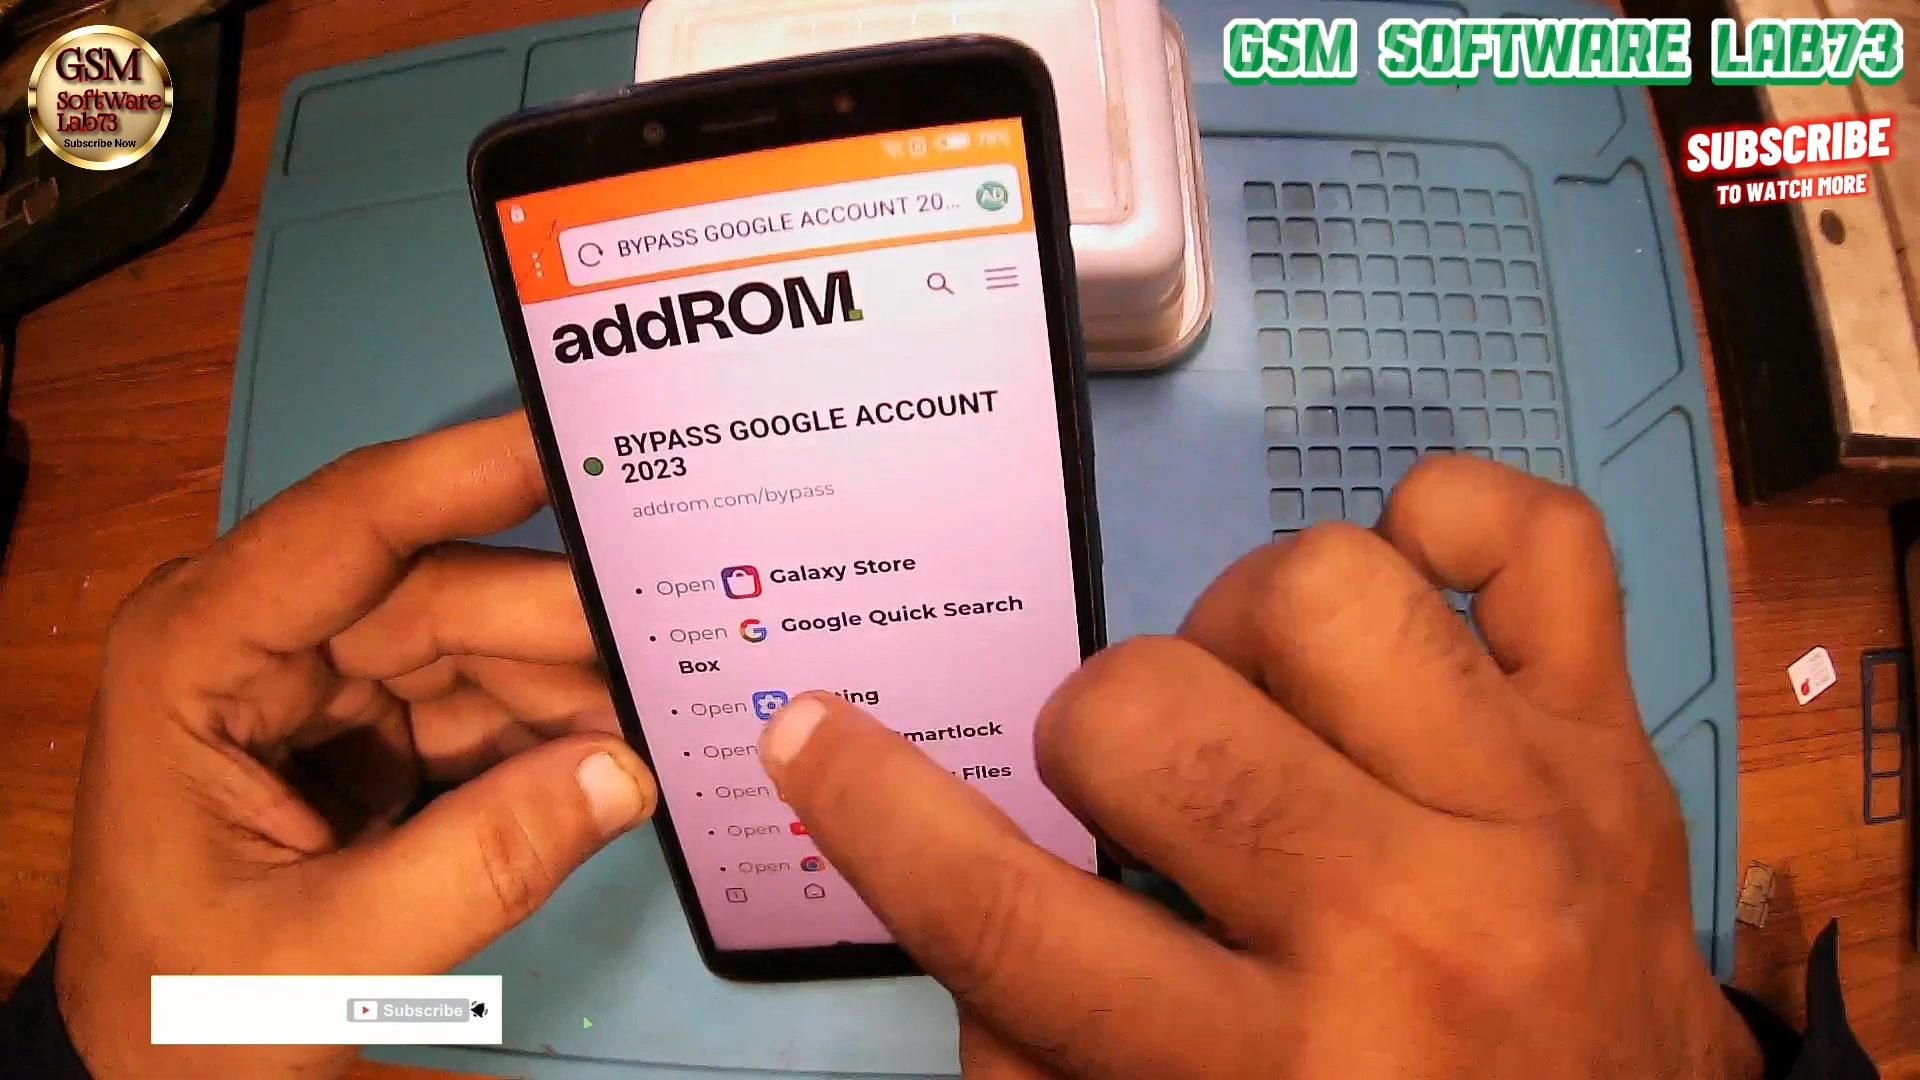 GSM
SoftWare
Lab73
Subscribe Now
GSM SOFTWARE LAB73
SUBSCRIBE
TO WATCH MORE
BYPASS GOOGLE ACCOUNT 20...
AD
addROM
BYPASS GOOGLE ACCOUNT
2023
addrom.com/bypass
Open Galaxy Store
Open Google Quick Search
Box
Open
Open
Open Files
Open
Open
Subscribe